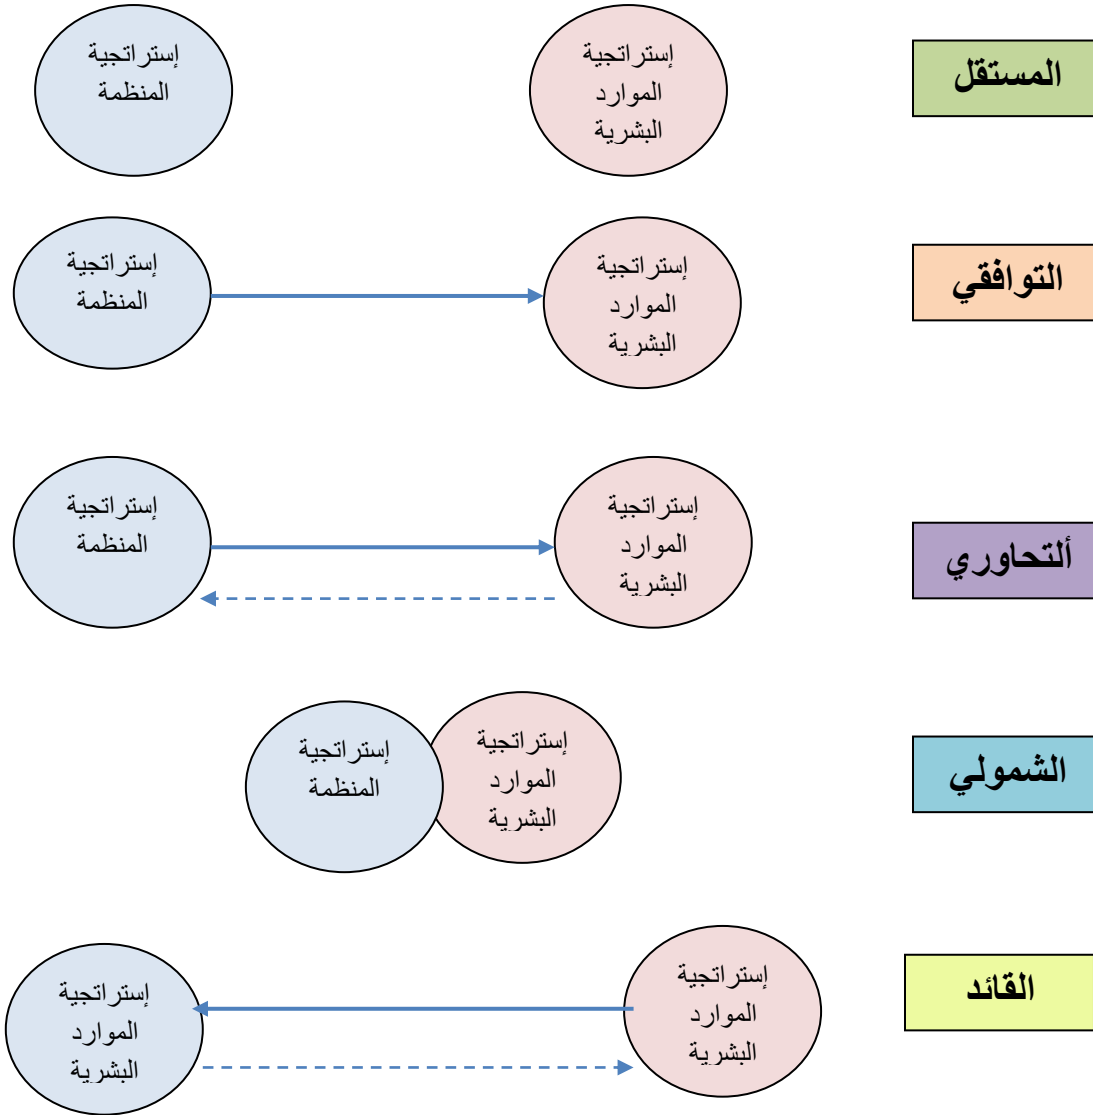 المستقل
إستراتجية
الموارد
البشرية
إستراتجية
المنظمة
التوافقي
إستراتجية
الموارد
البشرية
إستراتجية
المنظمة
ألتحاوري
إستراتجية
الموارد
البشرية
إستراتجية
المنظمة
الشمولي
إستراتجية
الموارد
البشرية
إستراتجية
المنظمة
القائد
إستراتجية
الموارد
البشرية
إستراتجية
الموارد
البشرية